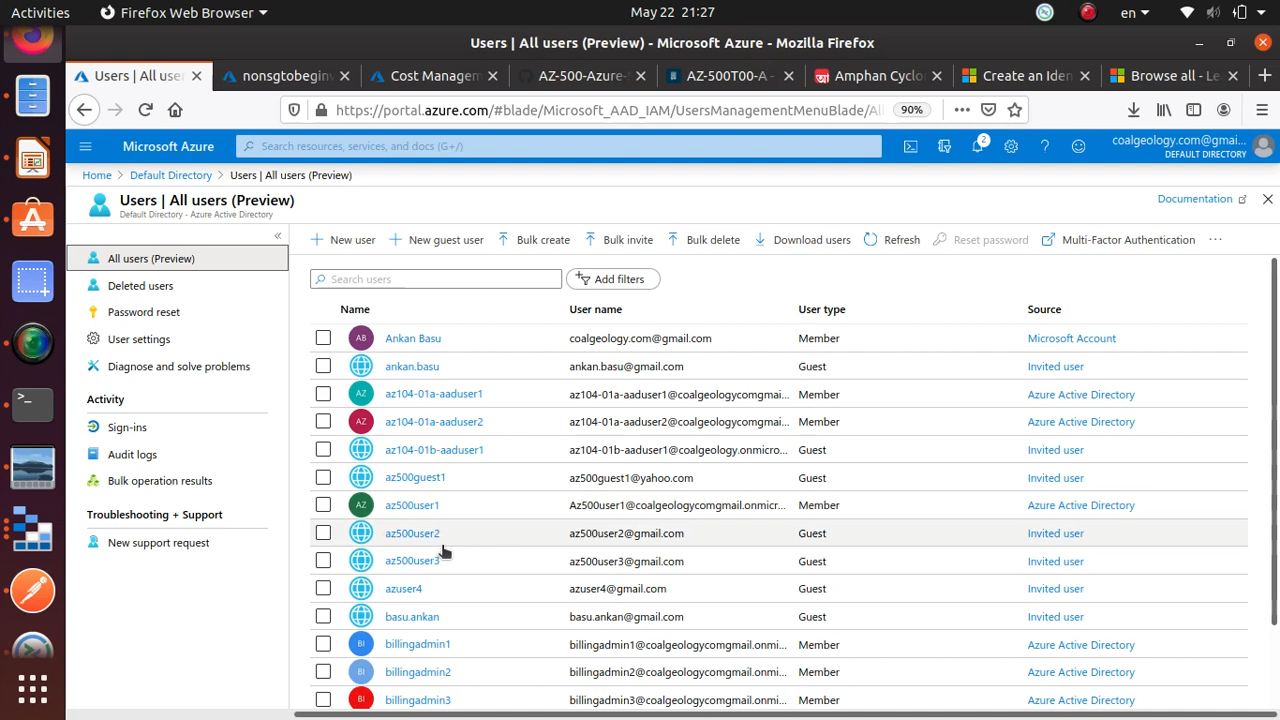 Activities
Firefox Web Browser
May 22 21:27
en
Users | All users (Preview) - Microsoft Azure - Mozilla Firefox
Users | All use
nonsgtobegin
Cost Managem
AZ-500-Azure-
AZ-500T00-A -
Amphan Cyclo
Create an Iden
Browse all - Le
https://portal.azure.com/#blade/Microsoft_AAD_IAM/UsersManagementMenuBlade/Al
90%
Microsoft Azure
Search resources, services, and docs (G+/)
2
coalgeology.com@gmai...
DEFAULT DIRECTORY
Home > Default Directory > Users | All users (Preview)
Users | All users (Preview)
Default Directory - Azure Active Directory
Documentation
All users (Preview)
Deleted users
Password reset
User settings
Diagnose and solve problems
Activity
Sign-ins
Audit logs
Bulk operation results
Troubleshooting + Support
New support request
New user
New guest user
Bulk create
Bulk invite
Bulk delete
Download users
Refresh
Reset password
Multi-Factor Authentication
Search users
Add filters
Name User name User type Source
AB Ankan Basu coalgeology.com@gmail.com Member Microsoft Account
ankan.basu ankan.basu@gmail.com Guest Invited user
AZ az104-01a-aaduser1 az104-01a-aaduser1@coalgeologycomgmai... Member Azure Active Directory
AZ az104-01a-aaduser2 az104-01a-aaduser2@coalgeologycomgmai... Member Azure Active Directory
az104-01b-aaduser1 az104-01b-aaduser1@coalgeology.onmicro... Guest Invited user
az500guest1 az500guest1@yahoo.com Guest Invited user
AZ az500user1 Az500user1@coalgeologycomgmail.onmicr... Member Azure Active Directory
az500user2 az500user2@gmail.com Guest Invited user
az500user3 az500user3@gmail.com Guest Invited user
azuser4 azuser4@gmail.com Guest Invited user
basu.ankan basu.ankan@gmail.com Guest Invited user
BI billingadmin1 billingadmin1@coalgeologycomgmail.onmi... Member Azure Active Directory
BI billingadmin2 billingadmin2@coalgeologycomgmail.onmi... Member Azure Active Directory
BI billingadmin3 billingadmin3@coalgeologycomgmail.onmi... Member Azure Active Directory